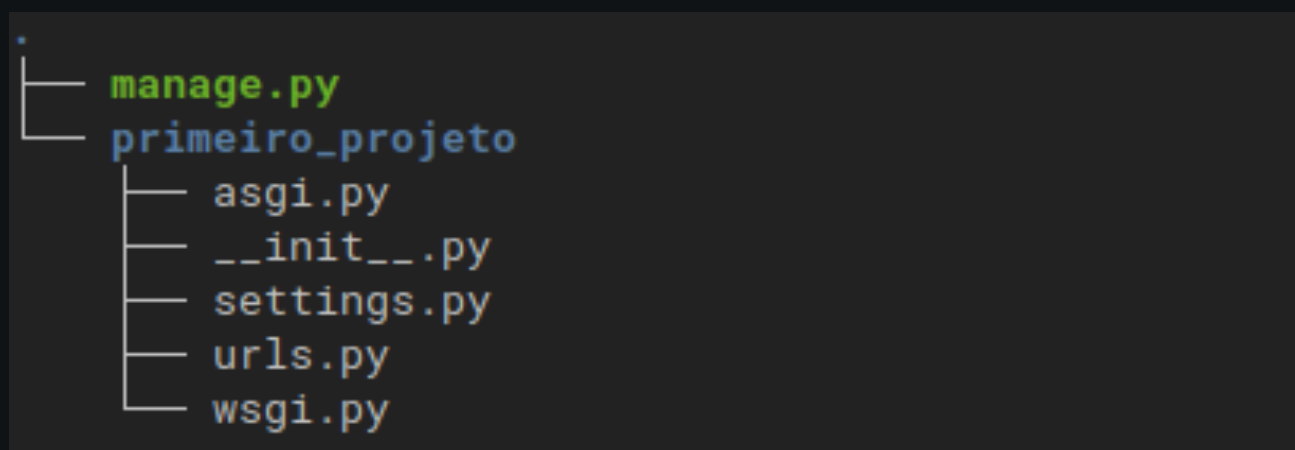 .
├── manage.py
└── primeiro_projeto
    ├── asgi.py
    ├── __init__.py
    ├── settings.py
    ├── urls.py
    └── wsgi.py